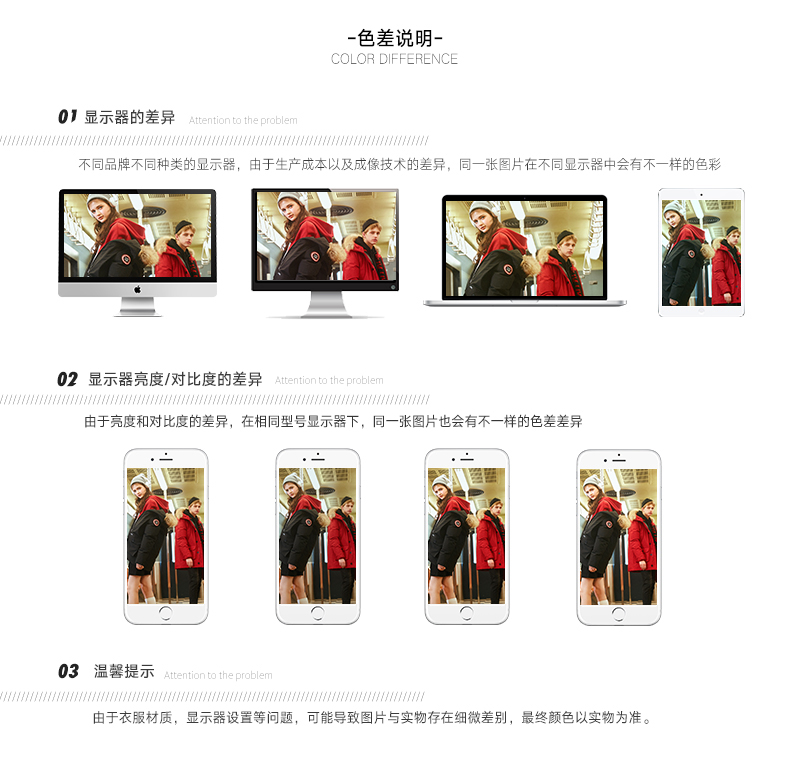 -色差说明-
COLOR DIFFERENCE
01 显示器的差异 Attention to the problem
不同品牌不同种类的显示器，由于生产成本以及成像技术的差异，同一张图片在不同显示器中会有不一样的色彩
02 显示器亮度/对比度的差异 Attention to the problem
由于亮度和对比度的差异，在相同型号显示器下，同一张图片也会有不一样的色差差异
03 温馨提示 Attention to the problem
由于衣服材质，显示器设置等问题，可能导致图片与实物存在细微差别，最终颜色以实物为准。